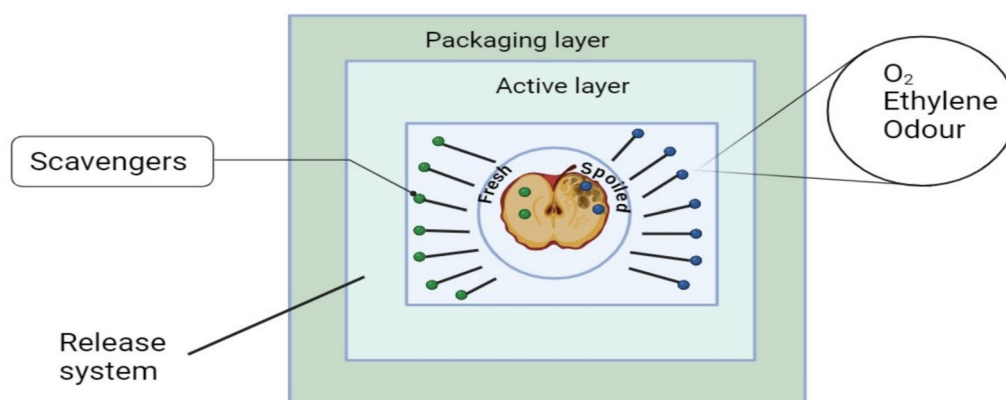 Packaging layer
Active layer
O₂
Ethylene
Odour
Scavengers
Fresh
Spoiled
Release
system